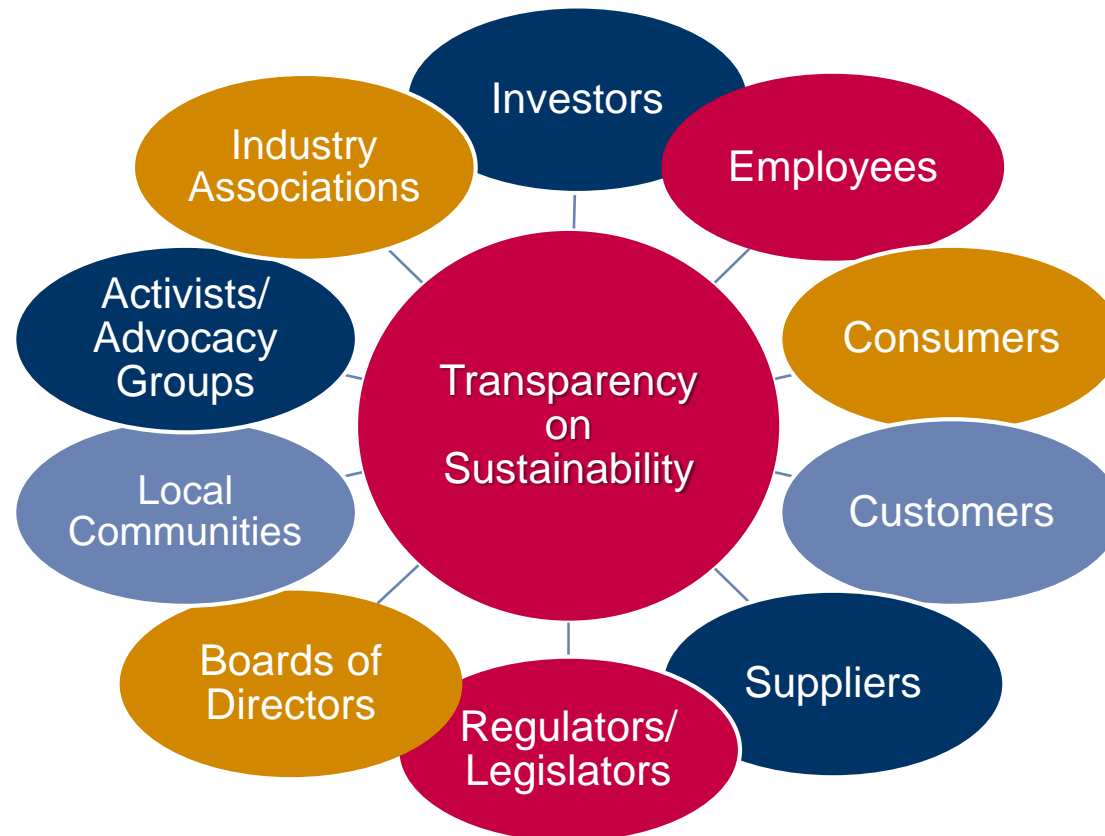 Investors
Employees
Consumers
Customers
Suppliers
Regulators/
Legislators
Boards of
Directors
Local
Communities
Activists/
Advocacy
Groups
Industry
Associations
Transparency
on
Sustainability